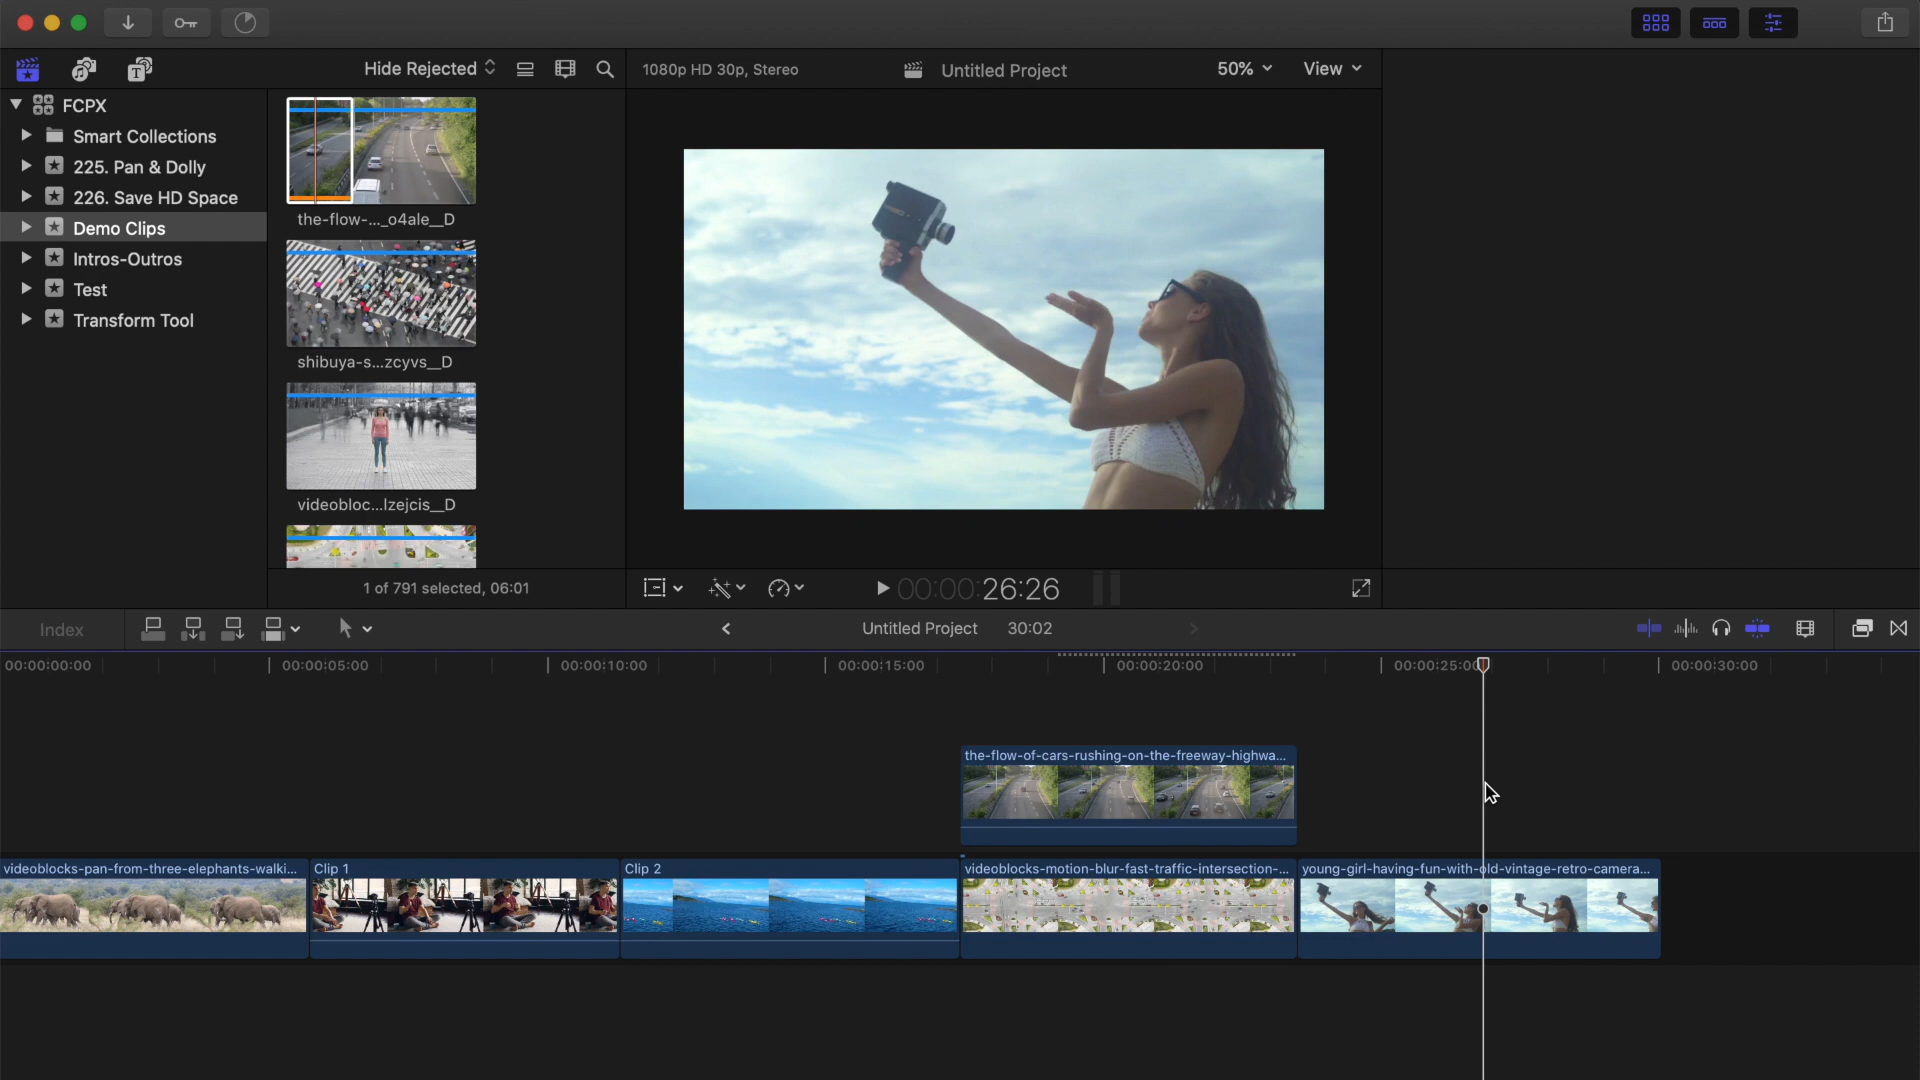 Hide Rejected
1080p HD 30p, Stereo
Untitled Project
50%
View
FCPX
Smart Collections
225. Pan & Dolly
226. Save HD Space
Demo Clips
Intros-Outros
Test
Transform Tool
the-flow-..._o4ale__D
shibuya-s...zcyvs__D
videobloc...lzejcis__D
1 of 791 selected, 06:01
00:00:26:26
Index
Untitled Project
30:02
00:00:00:00
00:00:05:00
00:00:10:00
00:00:15:00
00:00:20:00
00:00:25:00
00:00:30:00
the-flow-of-cars-rushing-on-the-freeway-highwa...
videoblocks-pan-from-three-elephants-walki...
Clip 1
Clip 2
videoblocks-motion-blur-fast-traffic-intersection-...
young-girl-having-fun-with-old-vintage-retro-camera...